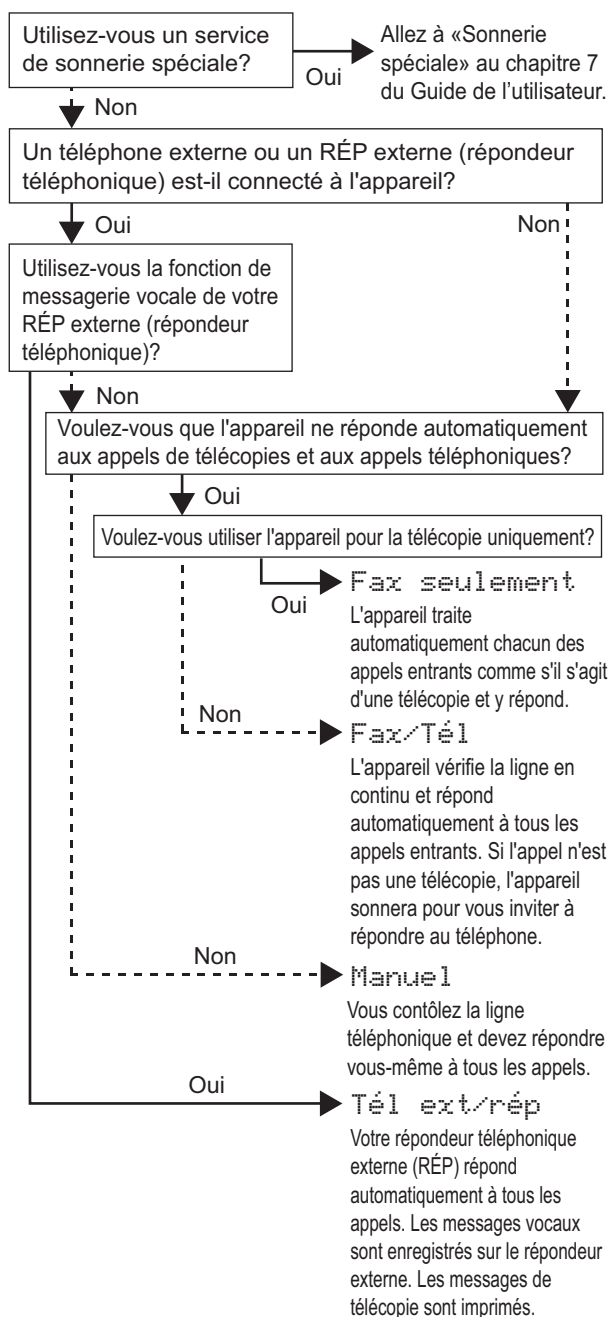 Utilisez-vous un service
de sonnerie spéciale?
Oui
Allez à «Sonnerie
spéciale» au chapitre 7
du Guide de l'utilisateur.
Non
Un téléphone externe ou un RÉP externe (répondeur
téléphonique) est-il connecté à l'appareil?
Oui
Non
Utilisez-vous la fonction de
messagerie vocale de votre
RÉP externe (répondeur
téléphonique)?
Non
Voulez-vous que l'appareil ne réponde automatiquement
aux appels de télécopies et aux appels téléphoniques?
Oui
Voulez-vous utiliser l'appareil pour la télécopie uniquement?
Oui
Fax seulement
L'appareil traite
automatiquement chacun des
appels entrants comme s'il s'agit
d'une télécopie et y répond.
Non
Fax/Tél
L'appareil vérifie la ligne en
continu et répond
automatiquement à tous les
appels entrants. Si l'appel n'est
pas une télécopie, l'appareil
sonnera pour vous inviter à
répondre au téléphone.
Non
Manuel
Vous contôlez la ligne
téléphonique et devez répondre
vous-même à tous les appels.
Oui
Tél ext/rép
Votre répondeur téléphonique
externe (RÉP) répond
automatiquement à tous les
appels. Les messages vocaux
sont enregistrés sur le répondeur
externe. Les messages de
télécopie sont imprimés.